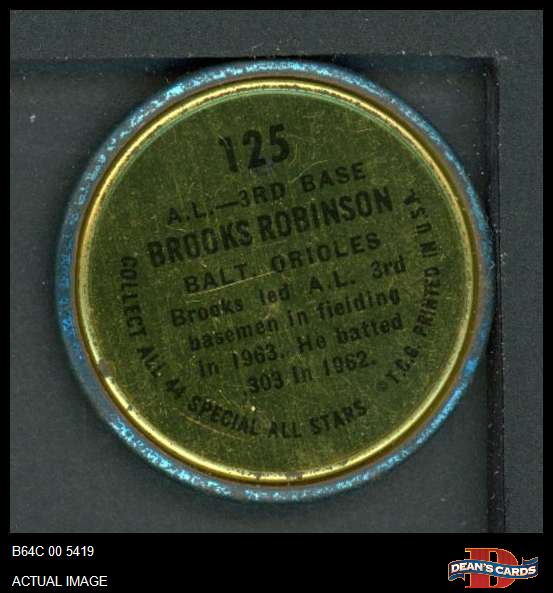 125
A.L.—3RD BASE
BROOKS ROBINSON
BALT. ORIOLES
Brooks led A.L. 3rd
basemen in fielding
in 1963. He batted
.303 in 1962.
COLLECT ALL 44 SPECIAL ALL STARS
©T.C.G. PRINTED IN U.S.A.
B64C 00 5419
ACTUAL IMAGE
D
DEAN'S CARDS